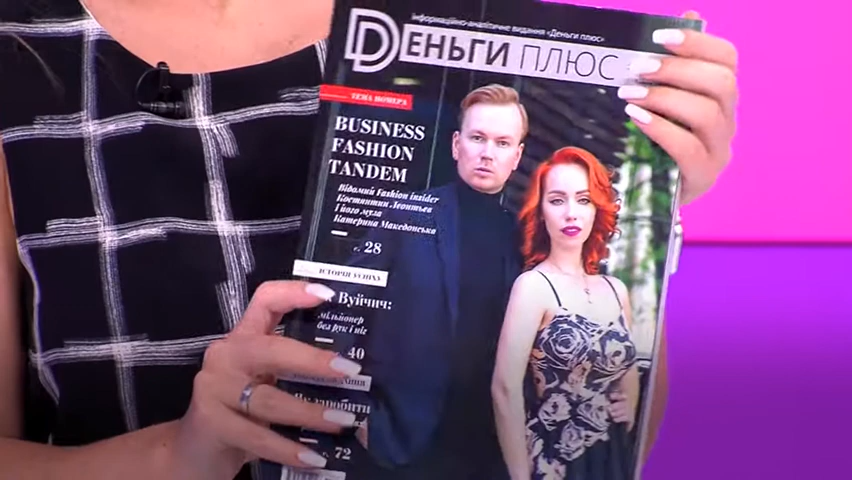 інформаційно-аналітичне видання «Деньги плюс»
ДЕНЬГИ ПЛЮС
ТЕМА НОМЕРА
BUSINESS
FASHION
TANDEM
Відомий Fashion insider
Костянтин Леонтьєв
і його муза
Катерина Македонська
с. 28
ІСТОРІЯ УСПІХУ
Вуйчич:
мільйонер
без рук і ніг
40
заробити
72